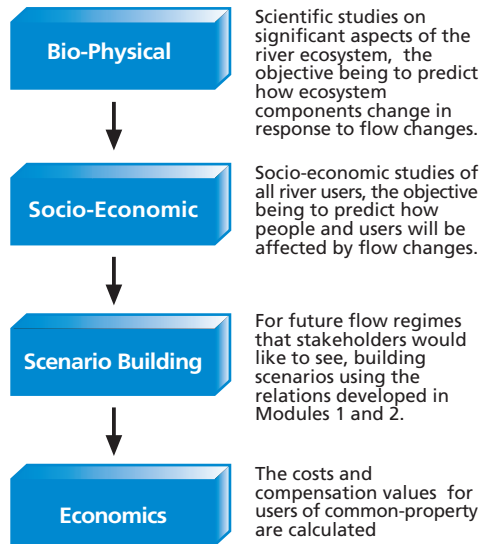 Bio-Physical
Scientific studies on
significant aspects of the
river ecosystem, the
objective being to predict
how ecosystem
components change in
response to flow changes.
Socio-Economic
Socio-economic studies of
all river users, the objective
being to predict how
people and users will be
affected by flow changes.
Scenario Building
For future flow regimes
that stakeholders would
like to see, building
scenarios using the
relations developed in
Modules 1 and 2.
Economics
The costs and
compensation values for
users of common-property
are calculated